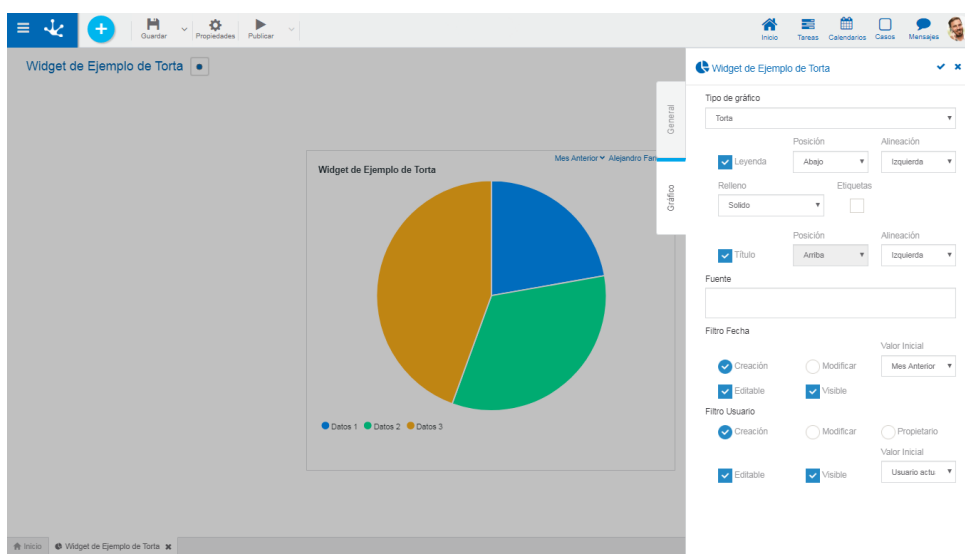 Guardar
Propiedades
Publicar
Inicio
Tareas
Calendarios
Casos
Mensajes
Widget de Ejemplo de Torta
Mes Anterior Alejandro
Widget de Ejemplo de Torta
Datos 1 Datos 2 Datos 3
General
Gráfico
Widget de Ejemplo de Torta
Tipo de gráfico
Torta
Posición Alineación
Leyenda Abajo Izquierda
Relleno Etiquetas
Solido
Posición Alineación
Título Arriba Izquierda
Fuente
Filtro Fecha
Valor Inicial
Creación Modificar Mes Anterior
Editable Visible
Filtro Usuario
Creación Modificar Propietario
Valor Inicial
Editable Visible Usuario actu
Inicio Widget de Ejemplo de Torta